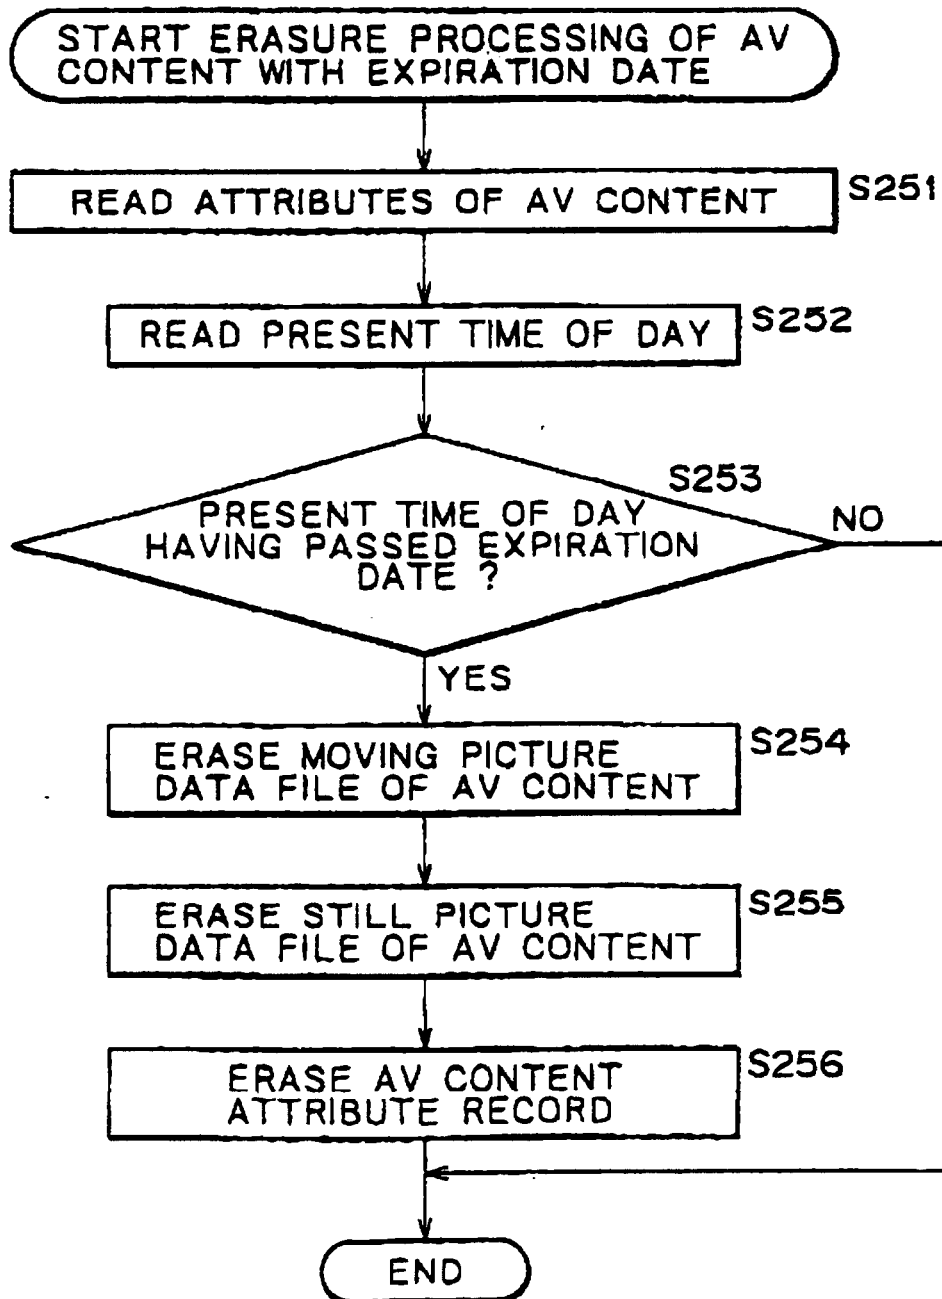 START ERASURE PROCESSING OF AV
CONTENT WITH EXPIRATION DATE
READ ATTRIBUTES OF AV CONTENT
S251
READ PRESENT TIME OF DAY
S252
S253
PRESENT TIME OF DAY
HAVING PASSED EXPIRATION
DATE ?
NO
YES
ERASE MOVING PICTURE
DATA FILE OF AV CONTENT
S254
ERASE STILL PICTURE
DATA FILE OF AV CONTENT
S255
ERASE AV CONTENT
ATTRIBUTE RECORD
S256
END